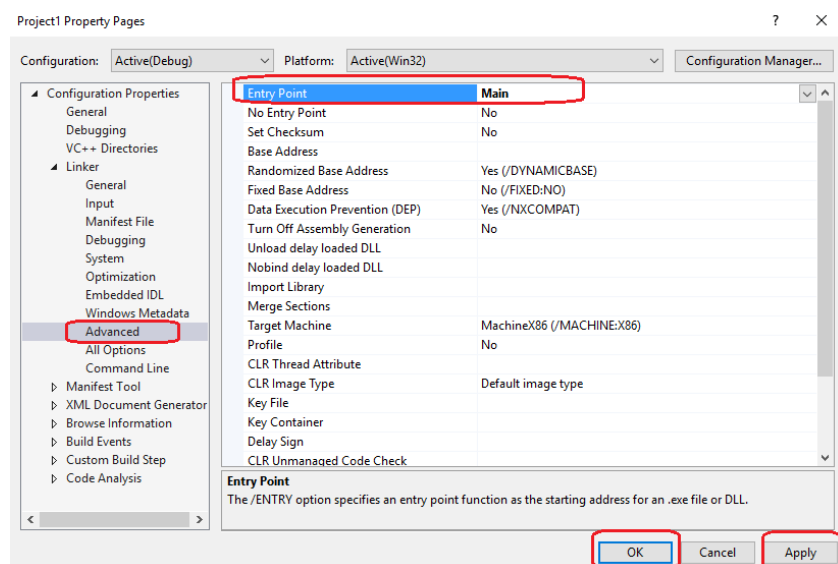 Project1 Property Pages ? ×
Configuration: Active(Debug) Platform: Active(Win32) Configuration Manager...
Configuration Properties
General
Debugging
VC++ Directories
Linker
General
Input
Manifest File
Debugging
System
Optimization
Embedded IDL
Windows Metadata
Advanced
All Options
Command Line
Manifest Tool
XML Document Generator
Browse Information
Build Events
Custom Build Step
Code Analysis
Entry Point Main
No Entry Point No
Set Checksum No
Base Address
Randomized Base Address Yes (/DYNAMICBASE)
Fixed Base Address No (/FIXED:NO)
Data Execution Prevention (DEP) Yes (/NXCOMPAT)
Turn Off Assembly Generation No
Unload delay loaded DLL
Nobind delay loaded DLL
Import Library
Merge Sections
Target Machine MachineX86 (/MACHINE:X86)
Profile No
CLR Thread Attribute
CLR Image Type Default image type
Key File
Key Container
Delay Sign
CLR Unmanaged Code Check
Entry Point
The /ENTRY option specifies an entry point function as the starting address for an .exe file or DLL.
OK Cancel Apply